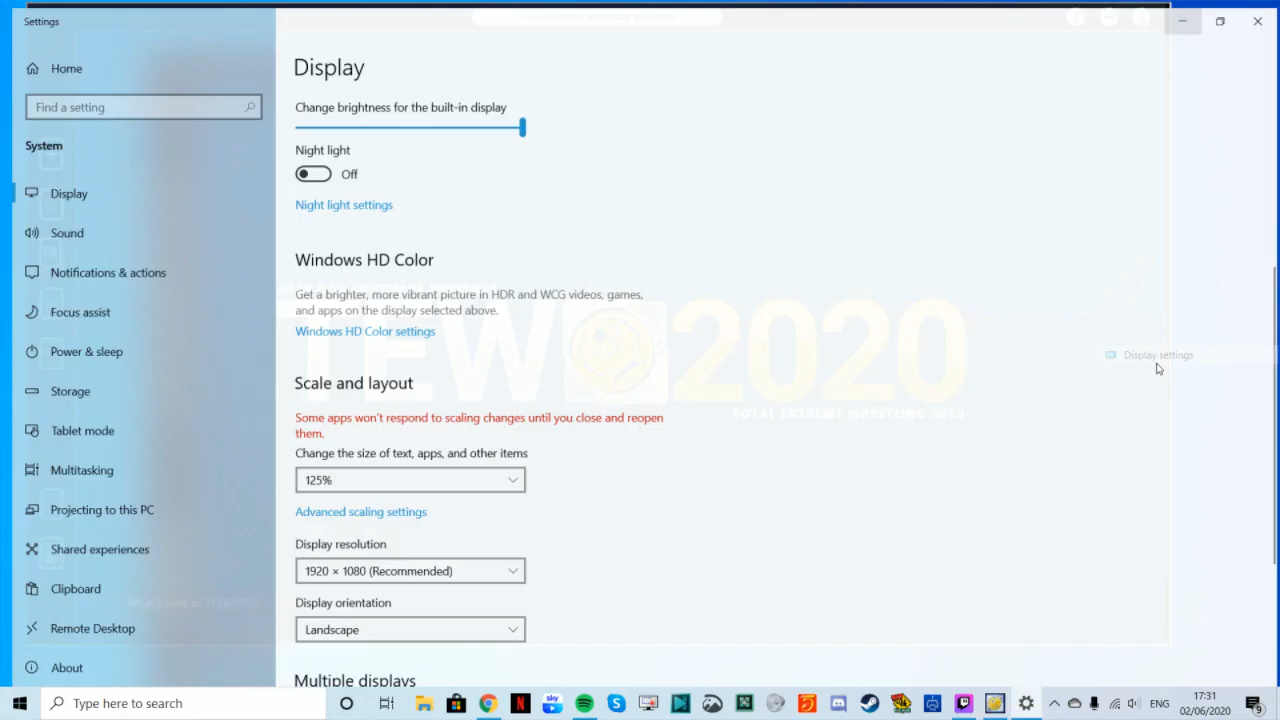 Settings
Home
Find a setting
System
Display
Sound
Notifications & actions
Focus assist
Power & sleep
Storage
Tablet mode
Multitasking
Projecting to this PC
Shared experiences
Clipboard
Remote Desktop
About
Display
Change brightness for the built-in display
Night light
Off
Night light settings
Windows HD Color
Get a brighter, more vibrant picture in HDR and WCG videos, games,
and apps on the display selected above.
Windows HD Color settings
Scale and layout
Some apps won't respond to scaling changes until you close and reopen
them.
Change the size of text, apps, and other items
125%
Advanced scaling settings
Display resolution
1920 × 1080 (Recommended)
Display orientation
Landscape
Multiple displays
TEW 2020
TOTAL EXTREME WRESTLING 2020
Display settings
Type here to search
sky
ENG
17:31
02/06/2020
9